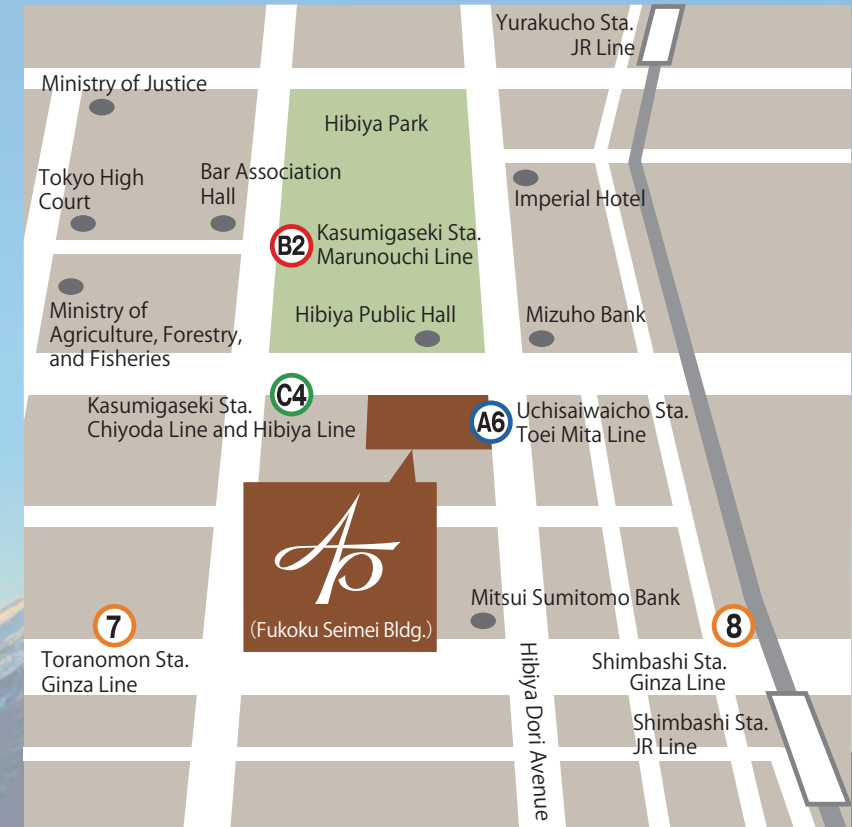 Yurakucho Sta.
JR Line
Ministry of Justice
Hibiya Park
Tokyo High
Court
Bar Association
Hall
Imperial Hotel
B2
Kasumigaseki Sta.
Marunouchi Line
Ministry of
Agriculture, Forestry,
and Fisheries
Hibiya Public Hall
Mizuho Bank
C4
Kasumigaseki Sta.
Chiyoda Line and Hibiya Line
A6
Uchisaiwaicho Sta.
Toei Mita Line
AP
(Fukoku Seimei Bldg.)
Mitsui Sumitomo Bank
7
Toranomon Sta.
Ginza Line
8
Shimbashi Sta.
Ginza Line
Hibiya Dori Avenue
Shimbashi Sta.
JR Line